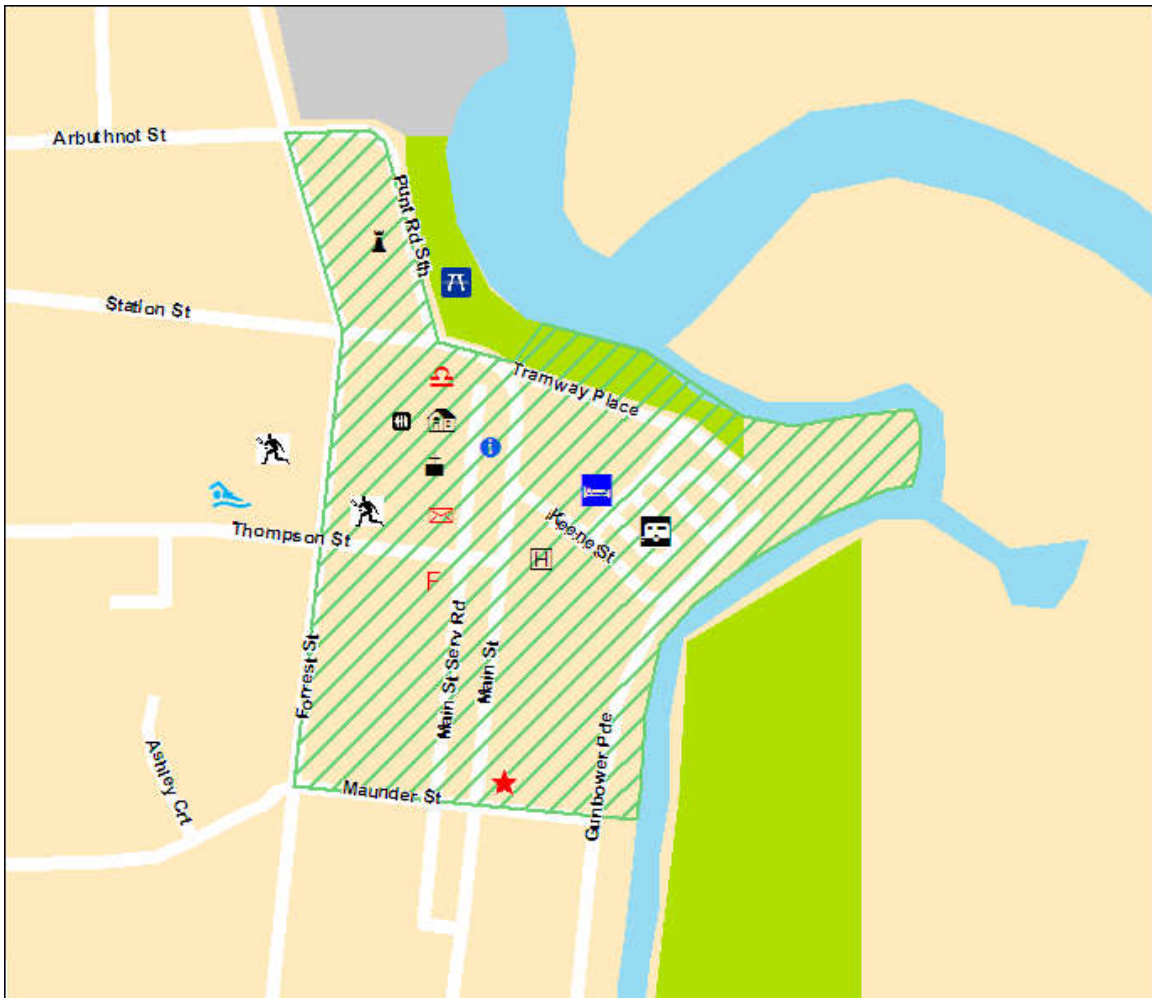 Arbuthnot St
Punt Rd Sth
Station St
Tramway Place
i
Keene St
Thompson St
H
F
Forrest St
Main St Serv Rd
Main St
Gunbower Pde
Ashley Crt
Maunder St